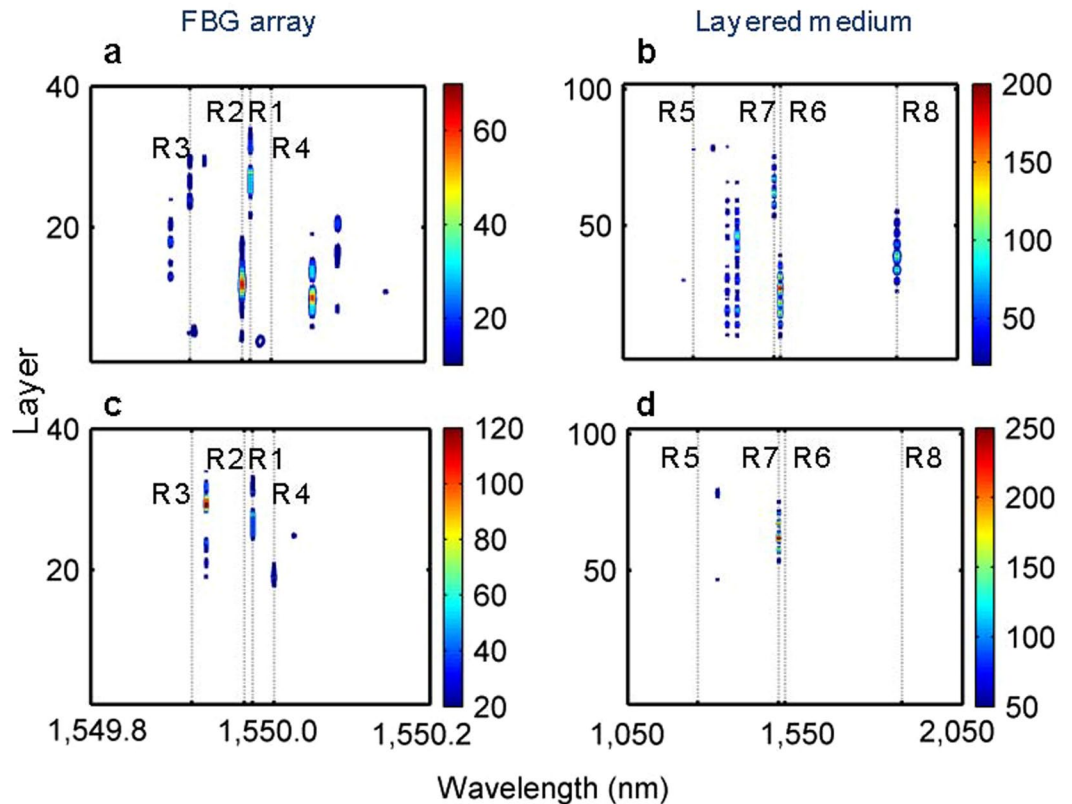 FBG array
Layered medium
a
b
40
20
R3
R2
R1
R4
60
40
20
100
50
R5
R7
R6
R8
200
150
100
50
Layer
c
d
40
20
R3
R2
R1
R4
120
100
80
60
40
20
100
50
R5
R7
R6
R8
250
200
150
100
50
1,549.8
1,550.0
1,550.2
1,050
1,550
2,050
Wavelength (nm)